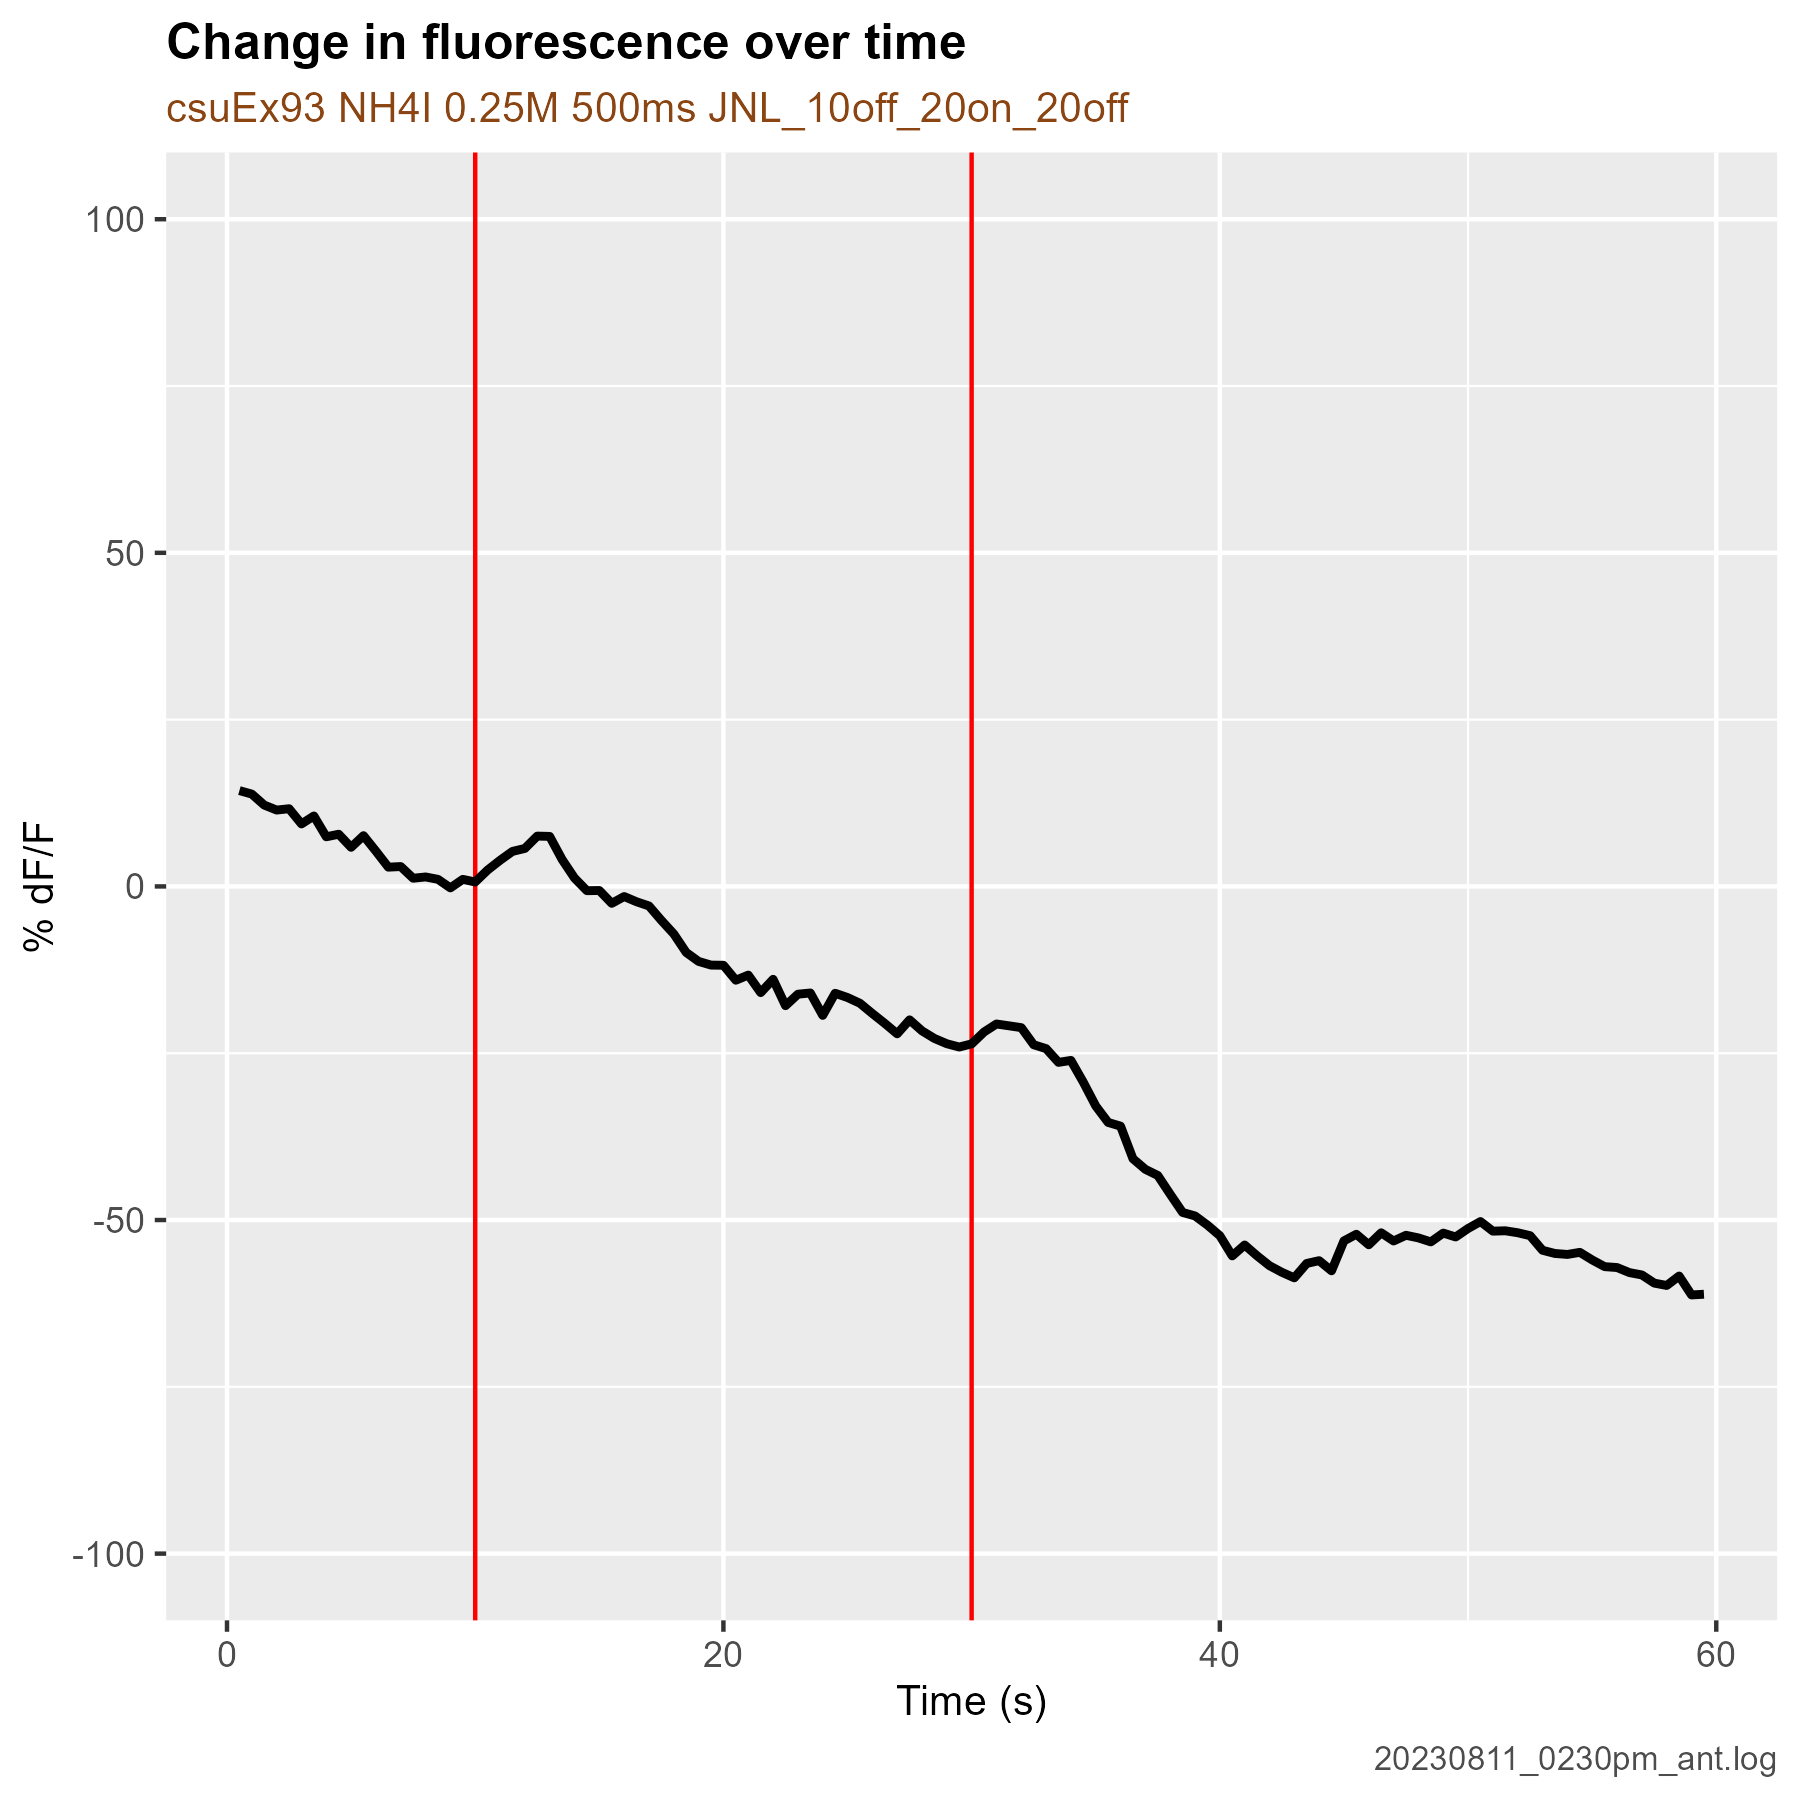 Change in fluorescence over time
csuEx93 NH4I 0.25M 500ms JNL_10off_20on_20off
100
50
0
-50
-100
% dF/F
0 20 40 60
Time (s)
20230811_0230pm_ant.log